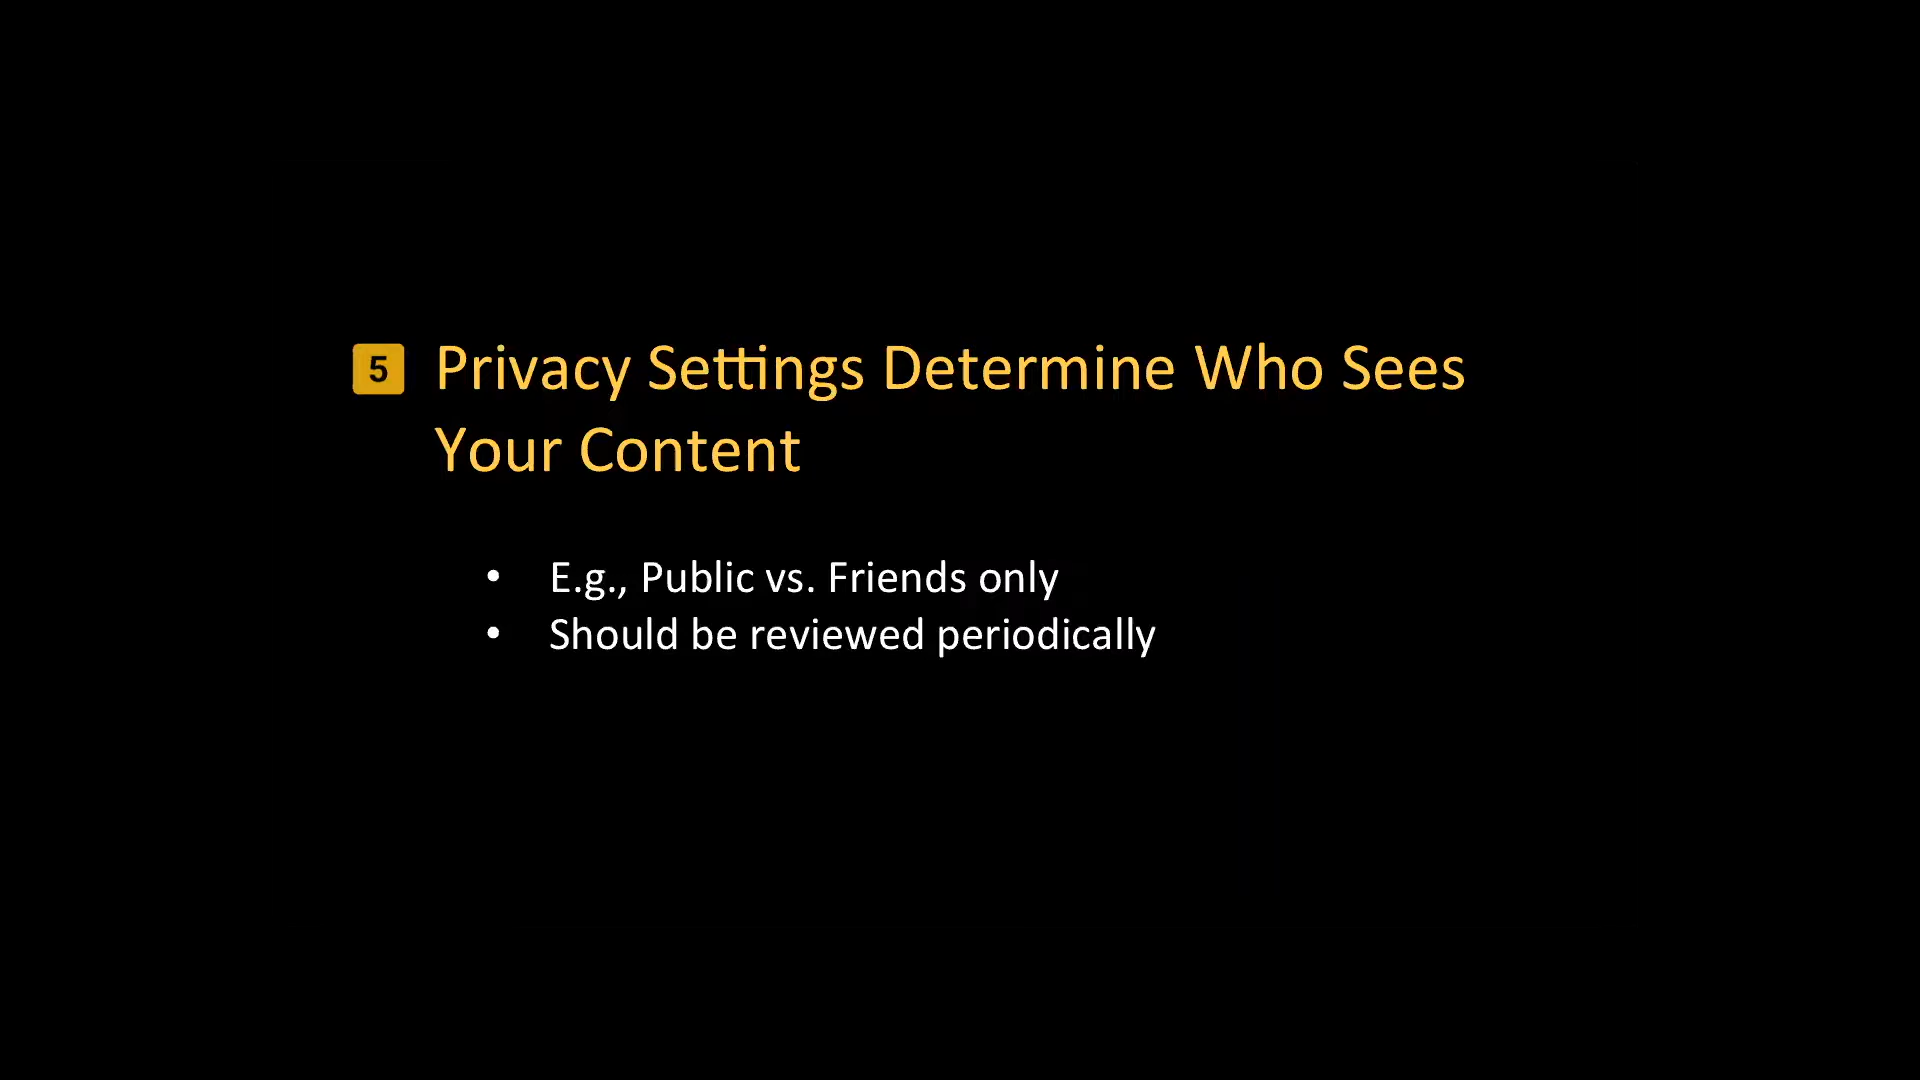 5 Privacy Settings Determine Who Sees
Your Content
• E.g., Public vs. Friends only
• Should be reviewed periodically